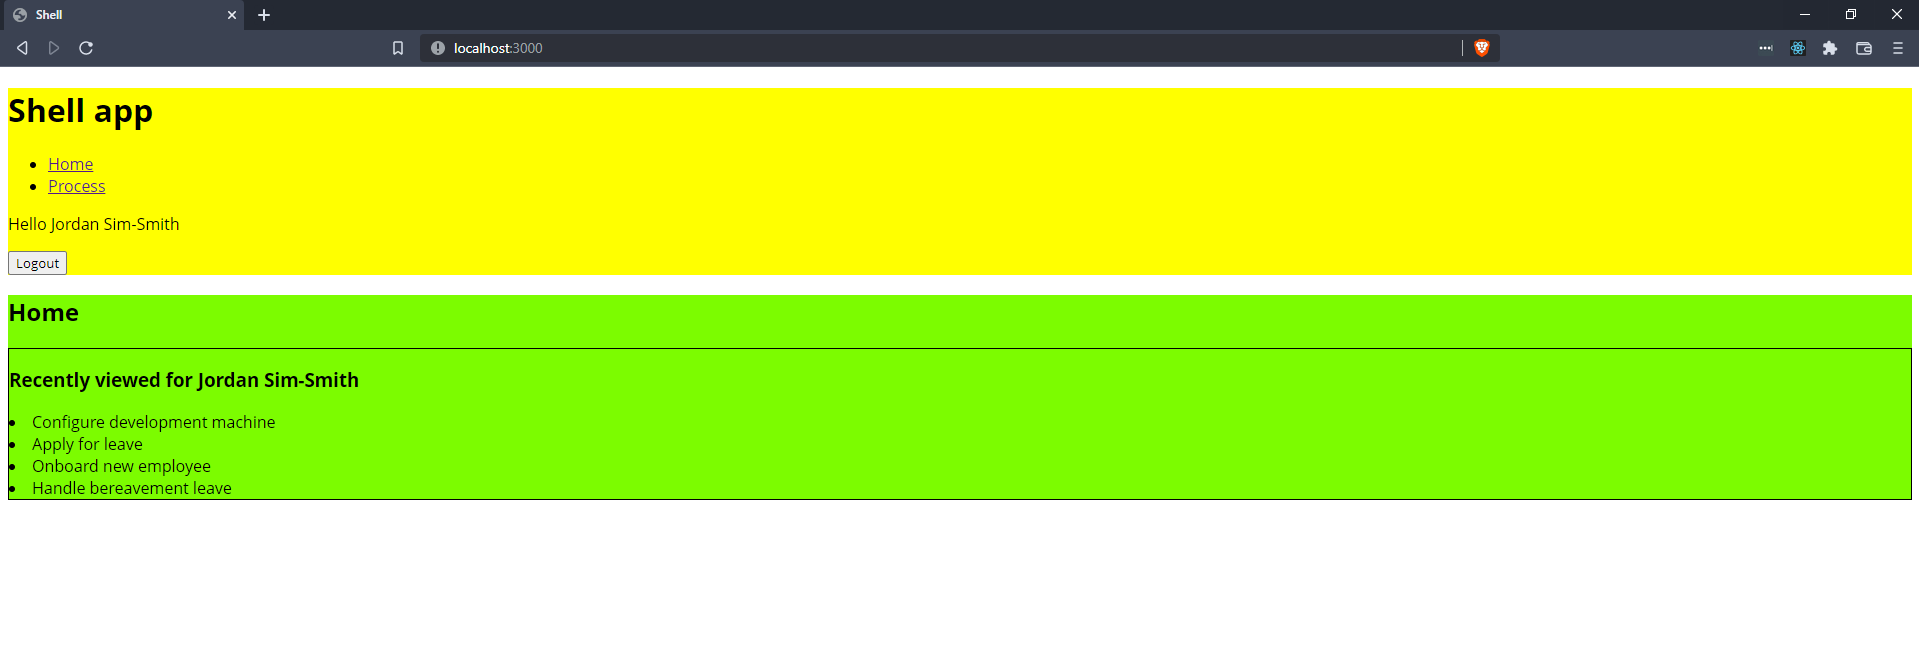 Shell
localhost:3000
Shell app
Home
Process
Hello Jordan Sim-Smith
Logout
Home
Recently viewed for Jordan Sim-Smith
Configure development machine
Apply for leave
Onboard new employee
Handle bereavement leave